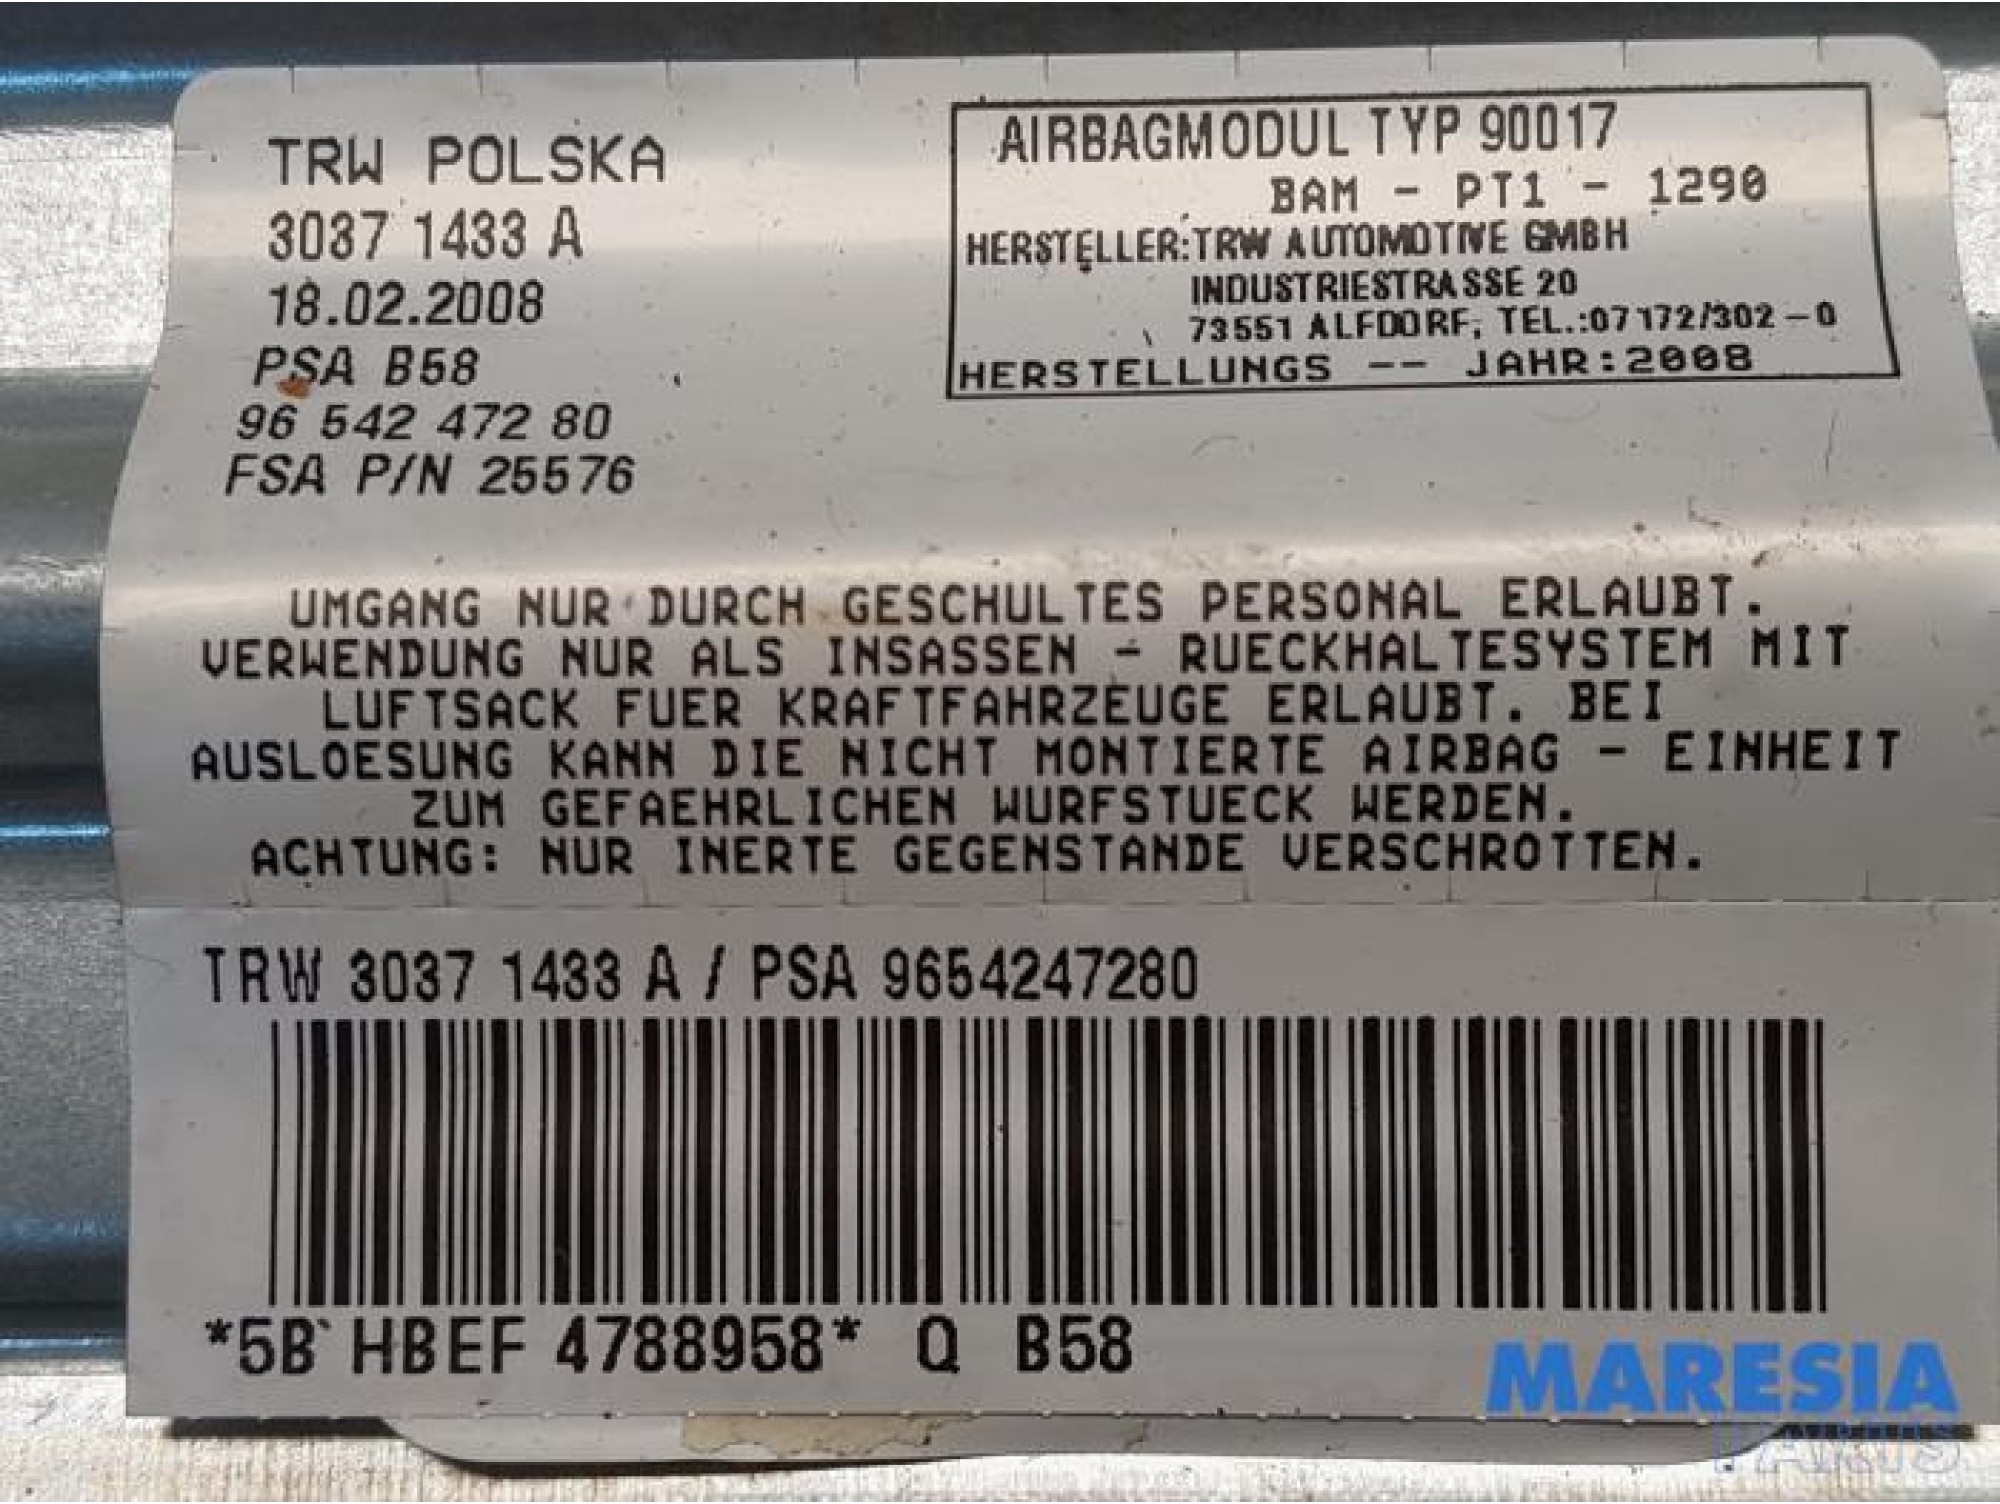 TRW POLSKA
3037 1433 A
18.02.2008
PSA B58
96 542 472 80
FSA P/N 25576
AIRBAGMODUL TYP 90017
BAM - PT1 - 1290
HERSTELLER:TRW AUTOMOTIVE GMBH
INDUSTRIESTRASSE 20
73551 ALFDORF, TEL.:07172/302-0
HERSTELLUNGS -- JAHR:2008
UMGANG NUR DURCH GESCHULTES PERSONAL ERLAUBT.
VERWENDUNG NUR ALS INSASSEN - RUECKHALTESYSTEM MIT
LUFTSACK FUER KRAFTFAHRZEUGE ERLAUBT. BEI
AUSLOESUNG KANN DIE NICHT MONTIERTE AIRBAG - EINHEIT
ZUM GEFAEHRLICHEN WURFSTUECK WERDEN.
ACHTUNG: NUR INERTE GEGENSTANDE VERSCHROTTEN.
TRW 3037 1433 A / PSA 9654247280
*5B`HBEF 4788958* Q B58
MARESIA
PARTS